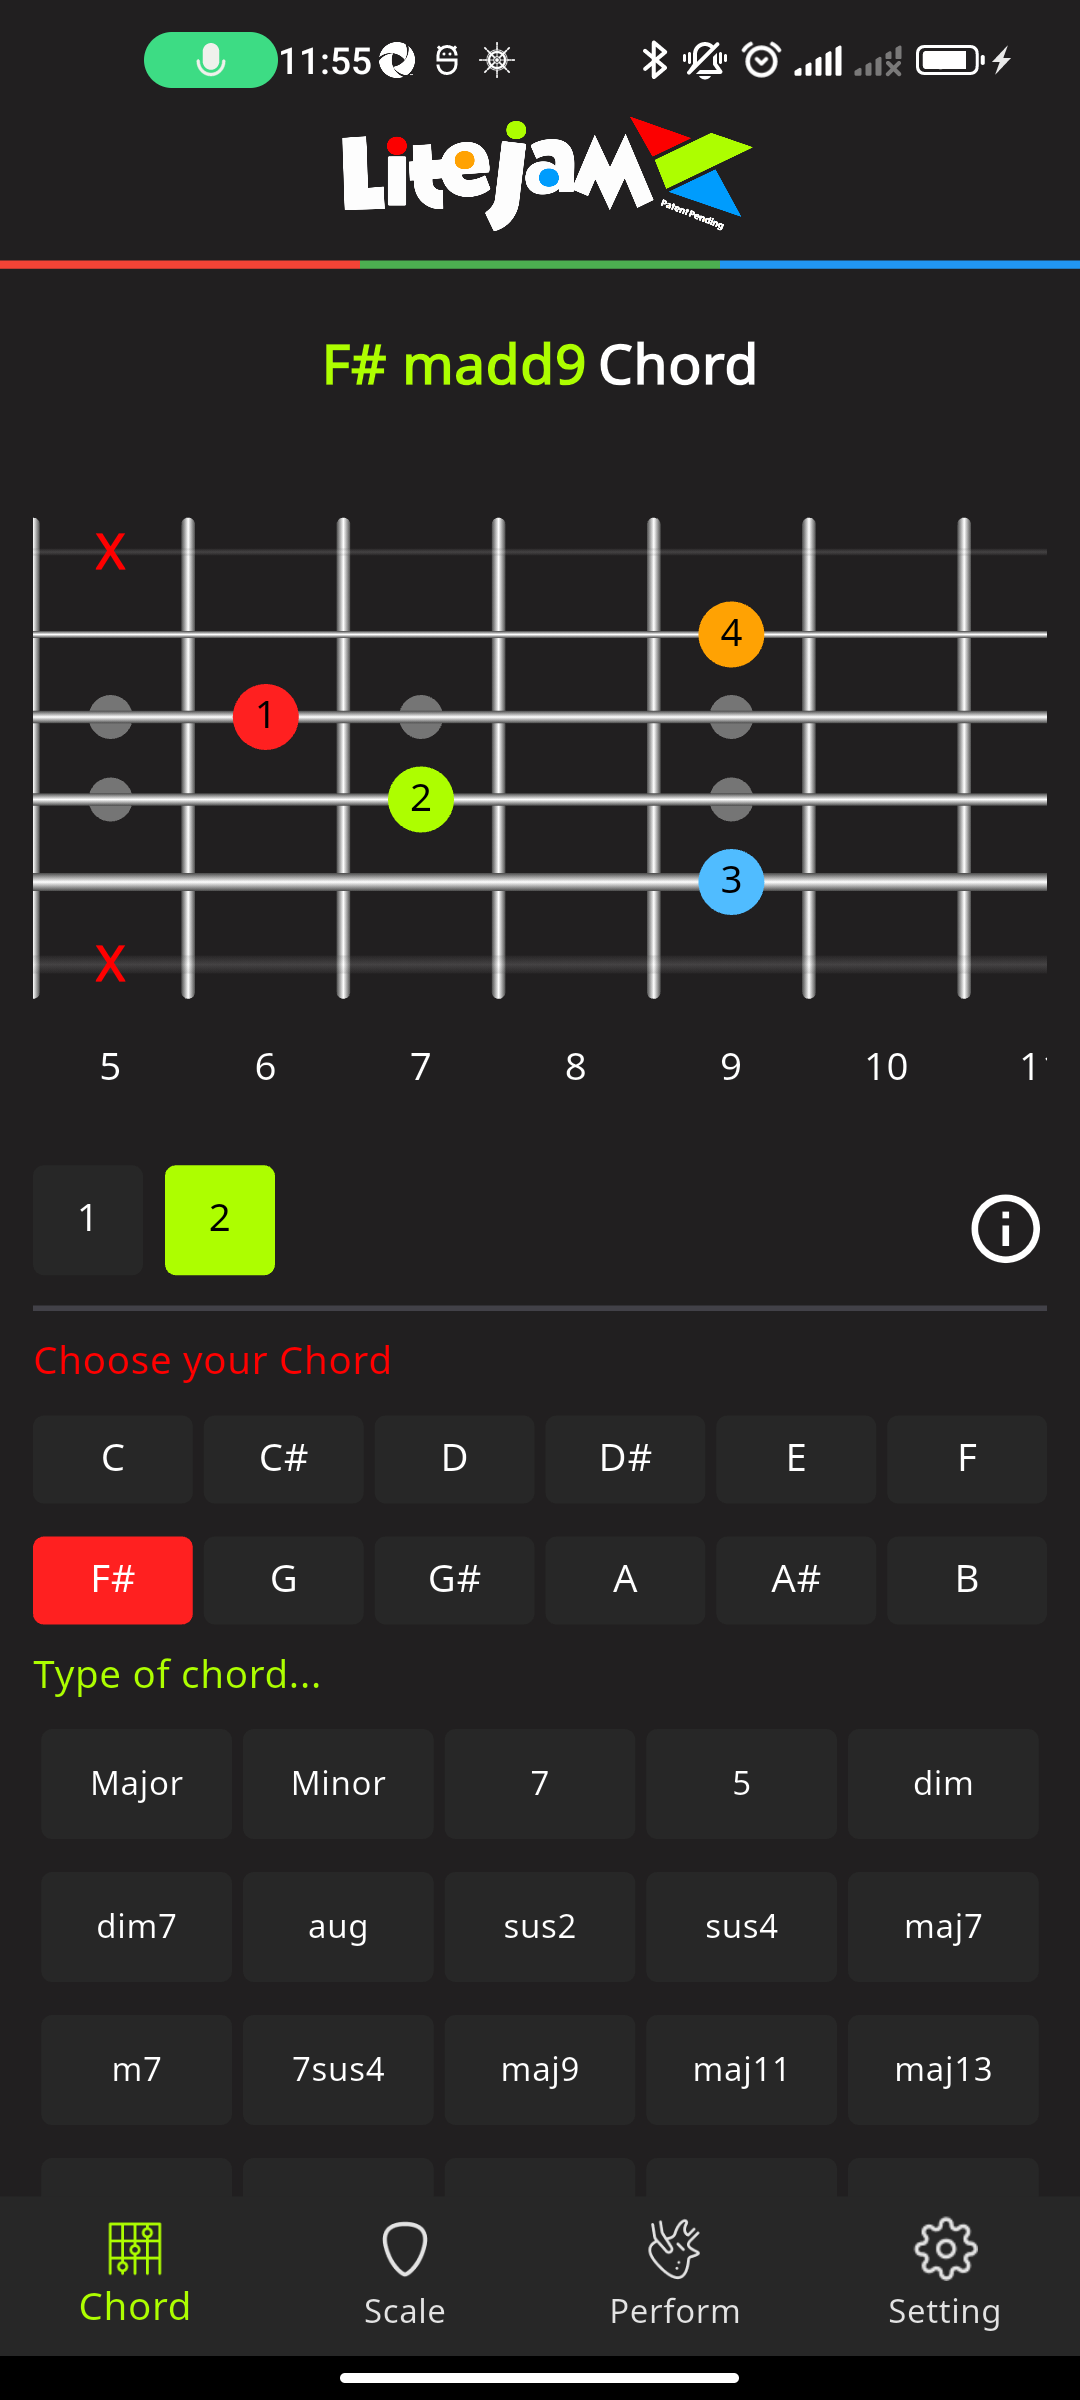 11:55
LitejaM
Patent Pending
F# madd9 Chord
X
4
1
2
3
X
5 6 7 8 9 10
1 2
Choose your Chord
C C# D D# E F
F# G G# A A# B
Type of chord...
Major Minor 7 5 dim
dim7 aug sus2 sus4 maj7
m7 7sus4 maj9 maj11 maj13
Chord Scale Perform Setting